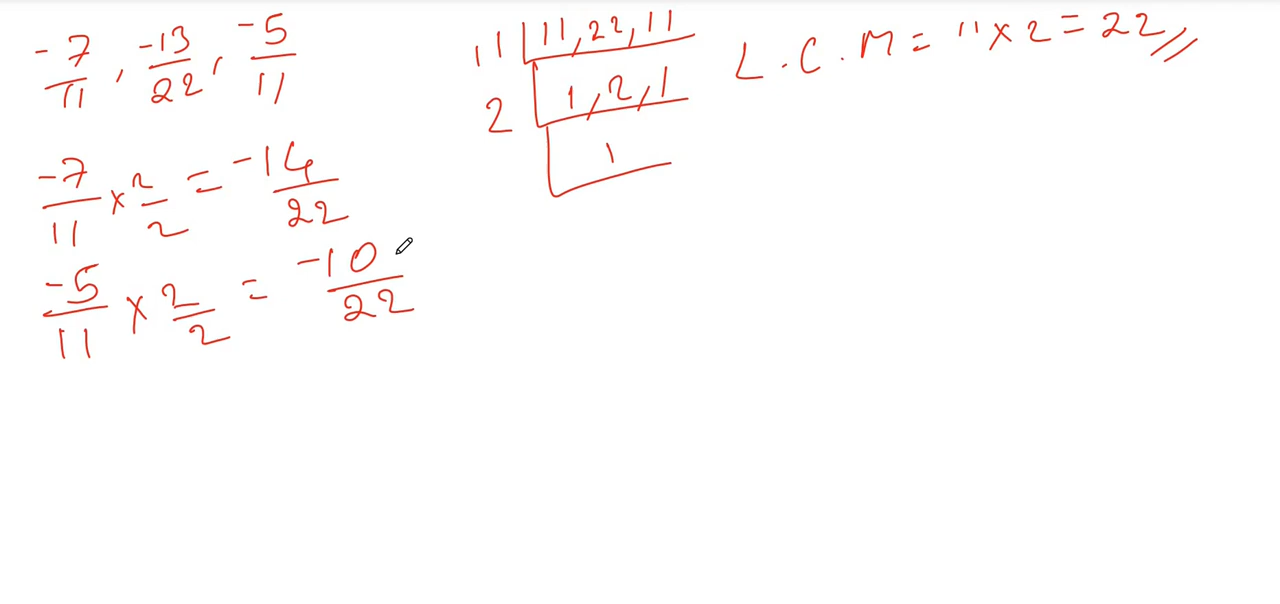 -7/11, -13/22, -5/11
11 | 11, 22, 11
2 | 1, 2, 1
1
L.C.M = 11 x 2 = 22 //
-7/11 x 2/2 = -14/22
-5/11 x 2/2 = -10/22